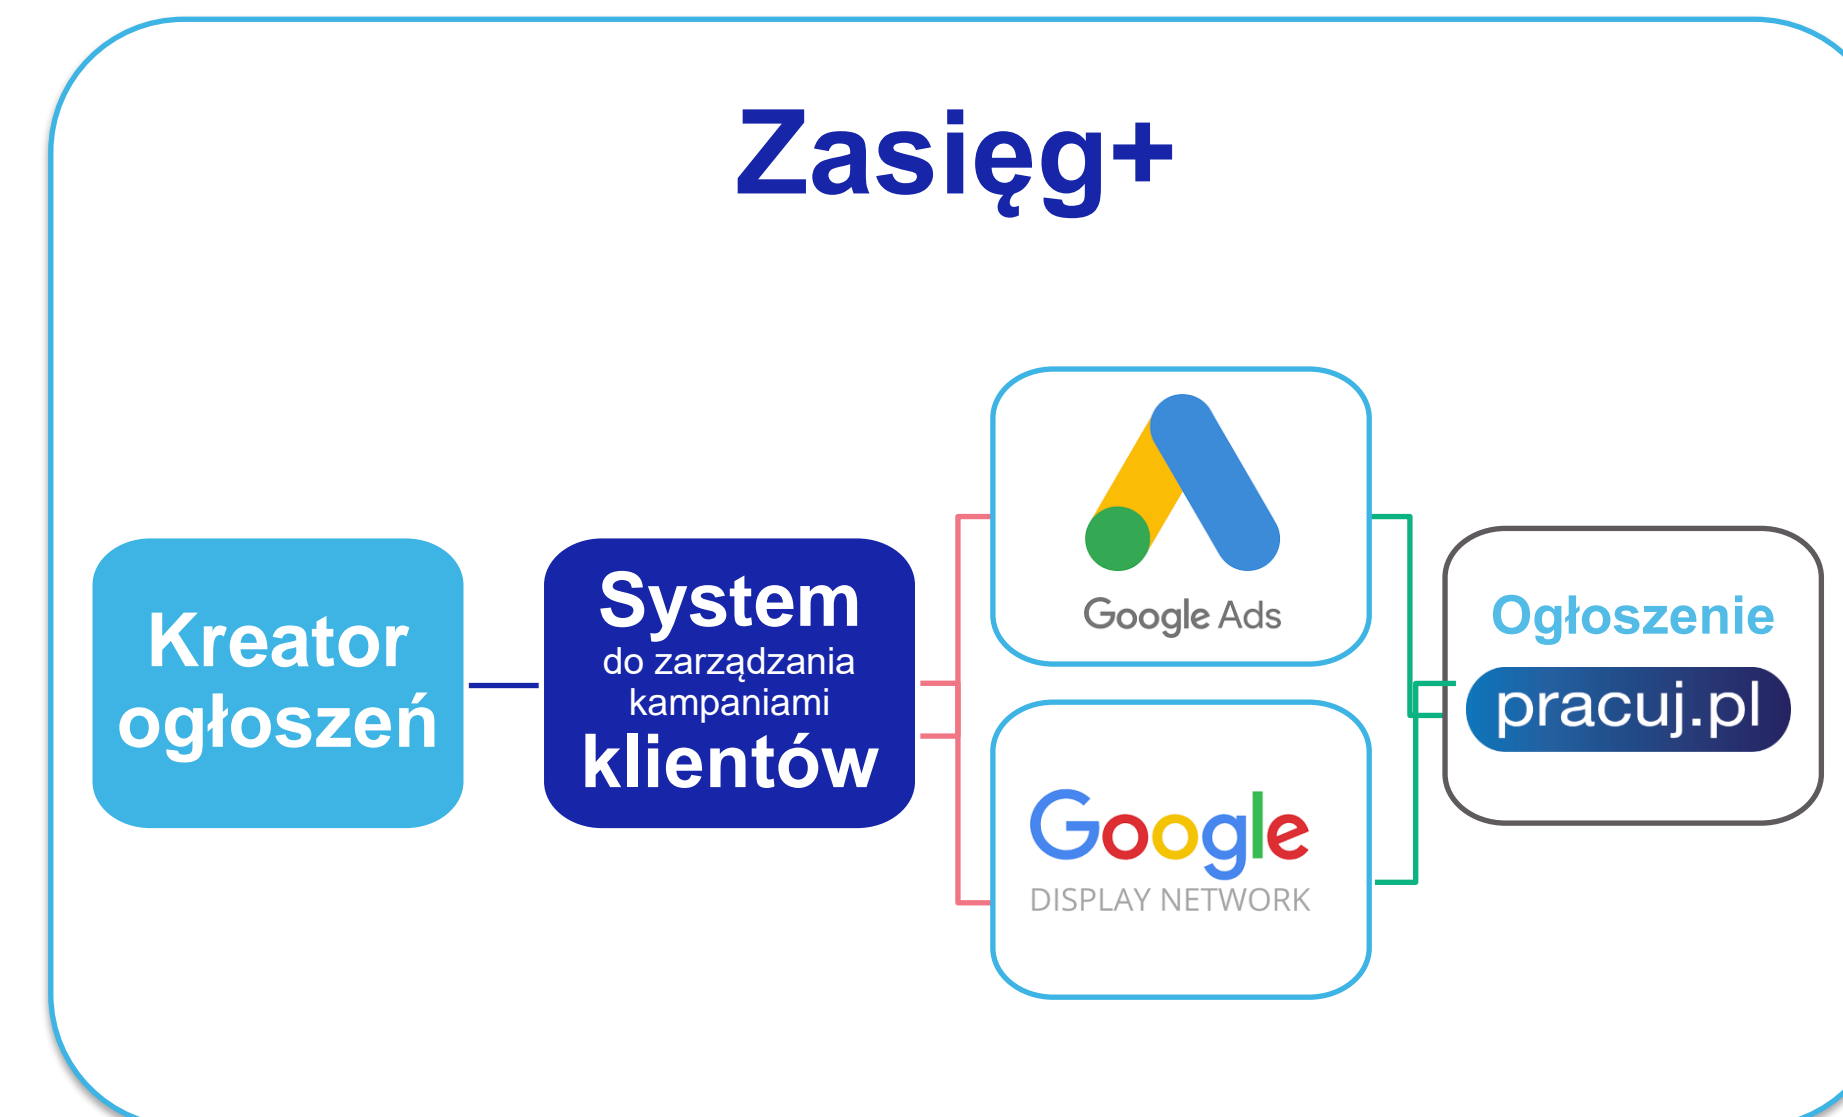 Zasięg+
Kreator
ogłoszeń
System
do zarządzania
kampaniami
klientów
Google Ads
Google
DISPLAY NETWORK
Ogłoszenie
pracuj.pl